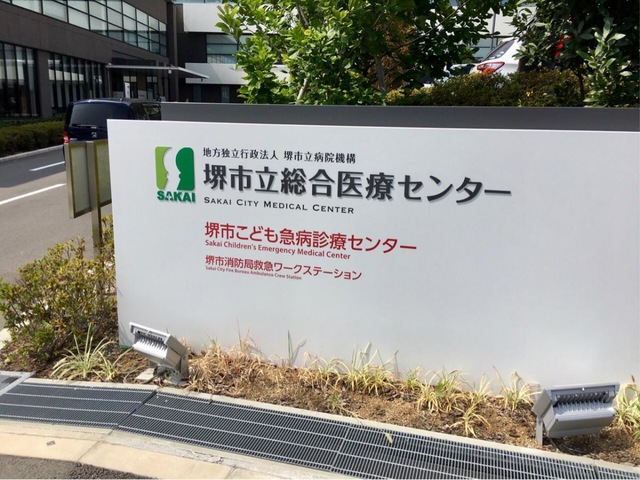 地方独立行政法人 堺市立病院機構
堺市立総合医療センター
SAKAI
SAKAI CITY MEDICAL CENTER
堺市こども急病診療センター
Sakai Children's Emergency Medical Center
堺市消防局救急ワークステーション
Sakai City Fire Bureau Ambulance Crew Station